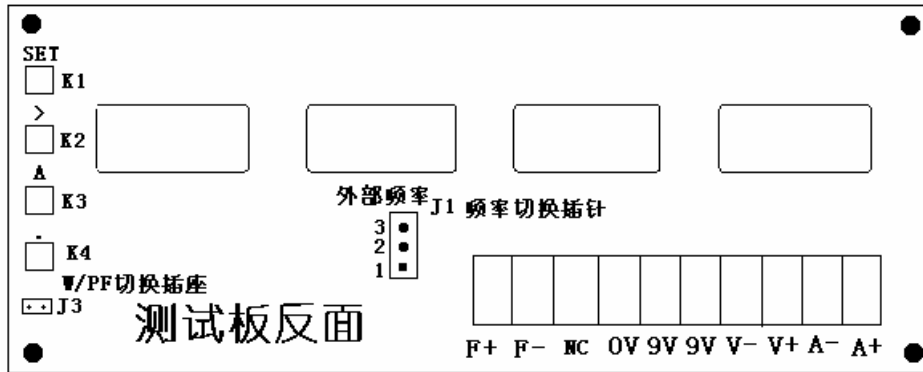 SET
K1
>
K2
A
K3
外部频率
J1 频率切换插针
3
2
1
-
K4
W/PF切换插座
J3
测试板反面
F+ F- NC 0V 9V 9V V- V+ A- A+